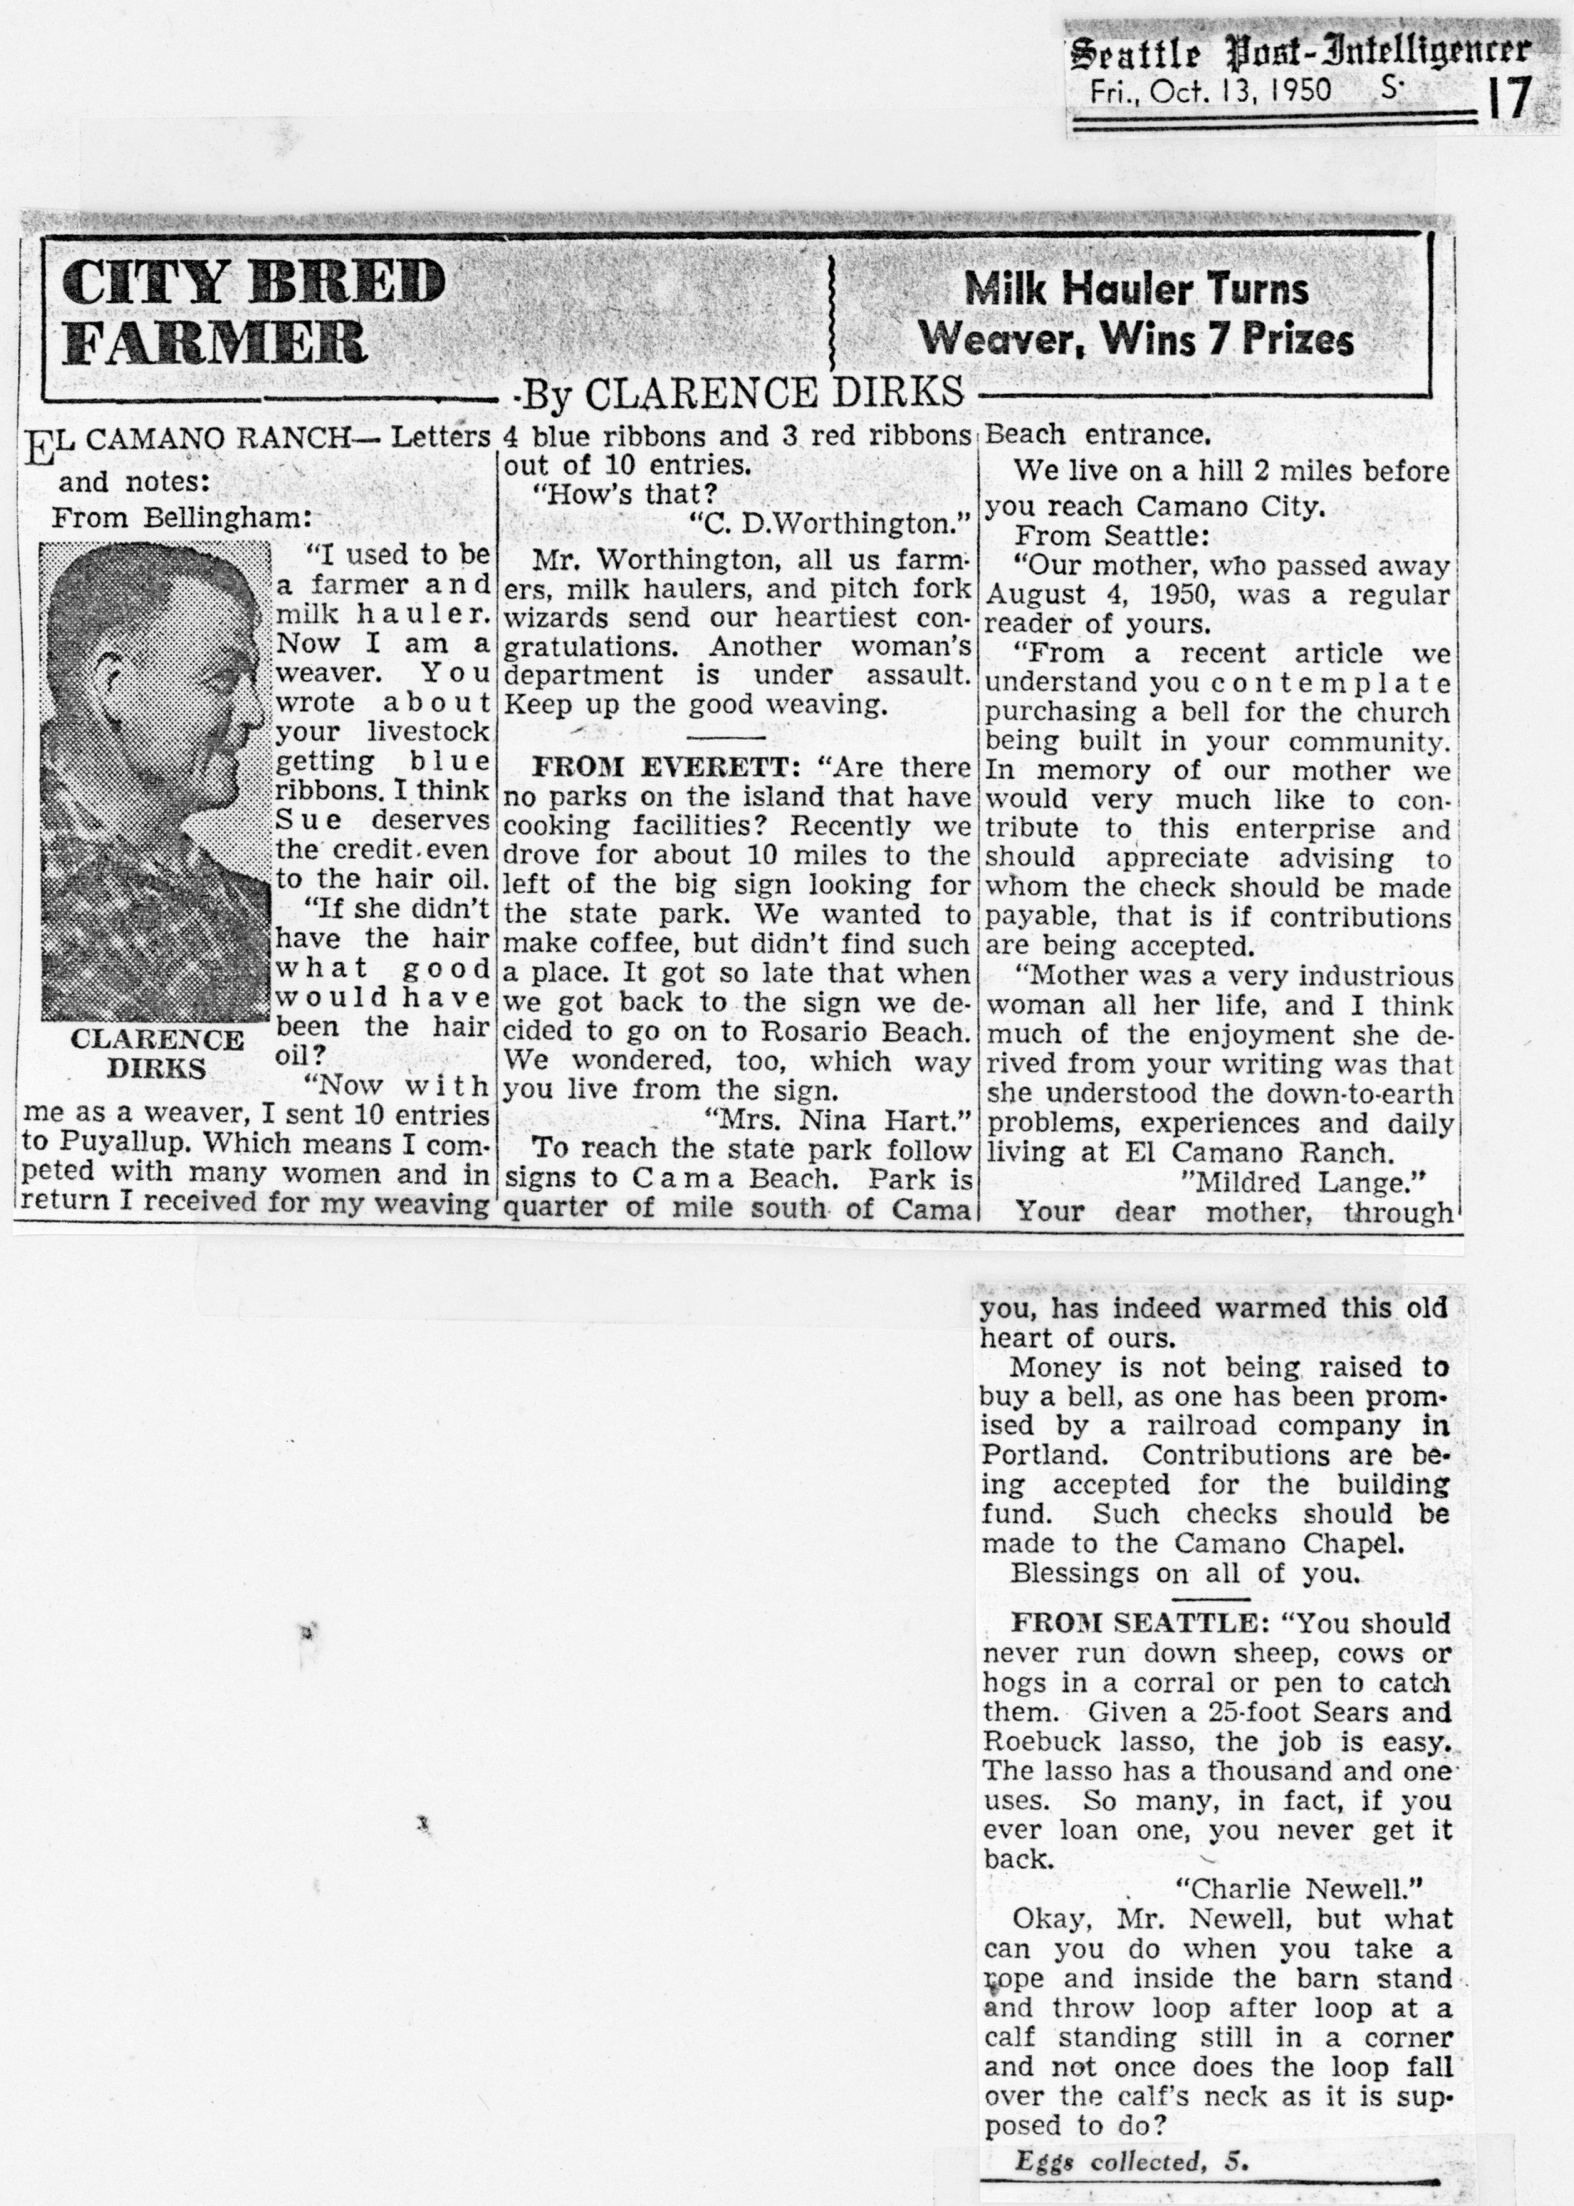 Seattle Post-Intelligencer
Fri., Oct. 13, 1950 S· 17
CITY BRED
FARMER
Milk Hauler Turns
Weaver, Wins 7 Prizes
·By CLARENCE DIRKS
EL CAMANO RANCH— Letters
and notes:
From Bellingham:
"I used to be
a farmer and
milk hauler.
Now I am a
weaver. You
wrote about
your livestock
getting blue
ribbons. I think
Sue deserves
the credit even
to the hair oil.
"If she didn't
have the hair
what good
would have
been the hair
oil?
CLARENCE
DIRKS
"Now with
me as a weaver, I sent 10 entries
to Puyallup. Which means I com-
peted with many women and in
return I received for my weaving
4 blue ribbons and 3 red ribbons
out of 10 entries.
"How's that?
"C. D.Worthington."
Mr. Worthington, all us farm-
ers, milk haulers, and pitch fork
wizards send our heartiest con-
gratulations. Another woman's
department is under assault.
Keep up the good weaving.
FROM EVERETT: "Are there
no parks on the island that have
cooking facilities? Recently we
drove for about 10 miles to the
left of the big sign looking for
the state park. We wanted to
make coffee, but didn't find such
a place. It got so late that when
we got back to the sign we de-
cided to go on to Rosario Beach.
We wondered, too, which way
you live from the sign.
"Mrs. Nina Hart."
To reach the state park follow
signs to Cama Beach. Park is
quarter of mile south of Cama
Beach entrance.
We live on a hill 2 miles before
you reach Camano City.
From Seattle:
"Our mother, who passed away
August 4, 1950, was a regular
reader of yours.
"From a recent article we
understand you contemplate
purchasing a bell for the church
being built in your community.
In memory of our mother we
would very much like to con-
tribute to this enterprise and
should appreciate advising to
whom the check should be made
payable, that is if contributions
are being accepted.
"Mother was a very industrious
woman all her life, and I think
much of the enjoyment she de-
rived from your writing was that
she understood the down-to-earth
problems, experiences and daily
living at El Camano Ranch.
"Mildred Lange."
Your dear mother, through
you, has indeed warmed this old
heart of ours.
Money is not being raised to
buy a bell, as one has been prom-
ised by a railroad company in
Portland. Contributions are be-
ing accepted for the building
fund. Such checks should be
made to the Camano Chapel.
Blessings on all of you.
FROM SEATTLE: "You should
never run down sheep, cows or
hogs in a corral or pen to catch
them. Given a 25-foot Sears and
Roebuck lasso, the job is easy.
The lasso has a thousand and one
uses. So many, in fact, if you
ever loan one, you never get it
back.
"Charlie Newell."
Okay, Mr. Newell, but what
can you do when you take a
rope and inside the barn stand
and throw loop after loop at a
calf standing still in a corner
and not once does the loop fall
over the calf's neck as it is sup-
posed to do?
Eggs collected, 5.